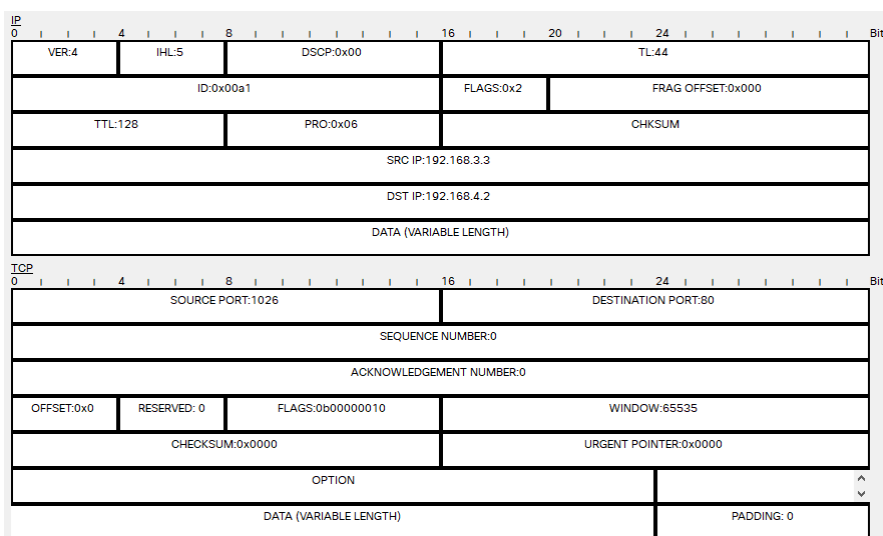 IP
0 4 8 16 20 24 Bit
VER:4 IHL:5 DSCP:0x00 TL:44
ID:0x00a1 FLAGS:0x2 FRAG OFFSET:0x000
TTL:128 PRO:0x06 CHKSUM
SRC IP:192.168.3.3
DST IP:192.168.4.2
DATA (VARIABLE LENGTH)
TCP
0 4 8 16 24 Bit
SOURCE PORT:1026 DESTINATION PORT:80
SEQUENCE NUMBER:0
ACKNOWLEDGEMENT NUMBER:0
OFFSET:0x0 RESERVED: 0 FLAGS:0b00000010 WINDOW:65535
CHECKSUM:0x0000 URGENT POINTER:0x0000
OPTION
DATA (VARIABLE LENGTH) PADDING: 0